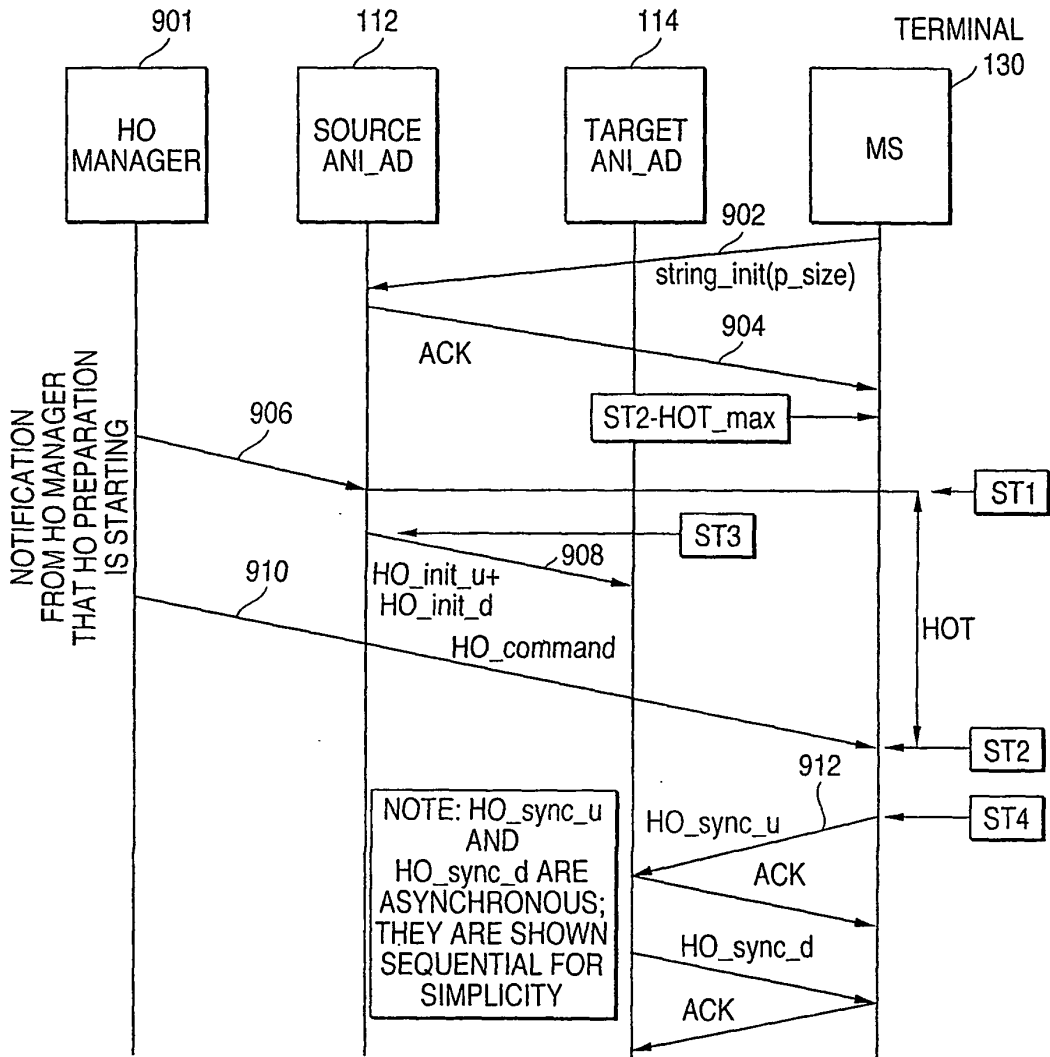 901
112
114
TERMINAL
130
HO
MANAGER
SOURCE
ANI_AD
TARGET
ANI_AD
MS
902
string_init(p_size)
904
ACK
ST2-HOT_max
NOTIFICATION
FROM HO MANAGER
THAT HO PREPARATION
IS STARTING
906
ST1
ST3
908
HO_init_u+
HO_init_d
910
HO_command
HOT
ST2
912
NOTE: HO_sync_u
AND
HO_sync_d ARE
ASYNCHRONOUS;
THEY ARE SHOWN
SEQUENTIAL FOR
SIMPLICITY
HO_sync_u
ST4
ACK
HO_sync_d
ACK